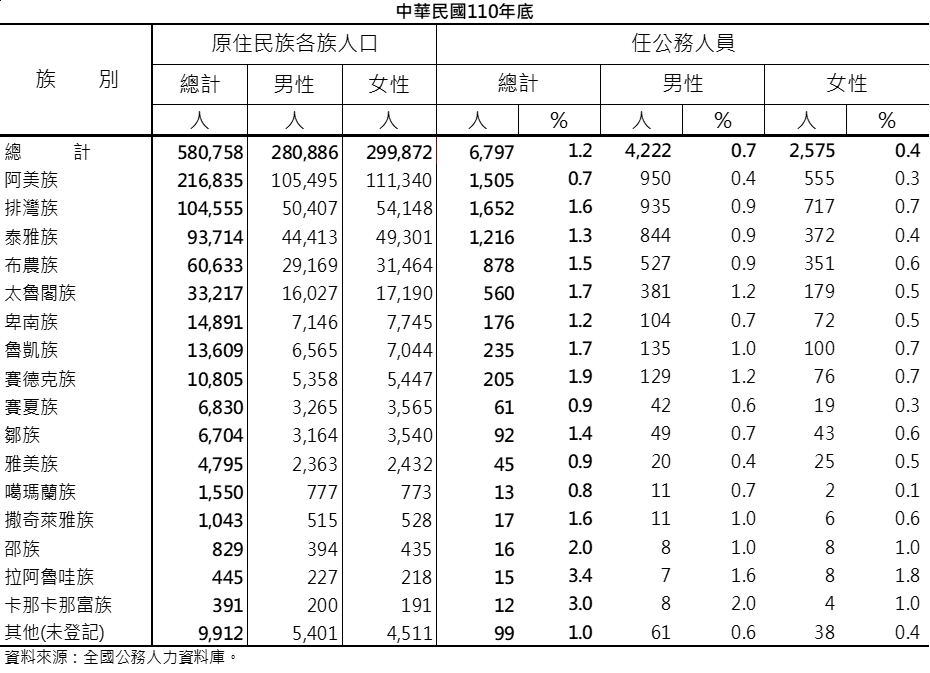 中華民國110年底
族 別 原住民族各族人口 任公務人員
總計 男性 女性 總計 男性 女性
人 人 人 人 % 人 % 人 %
總 計 580,758 280,886 299,872 6,797 1.2 4,222 0.7 2,575 0.4
阿美族 216,835 105,495 111,340 1,505 0.7 950 0.4 555 0.3
排灣族 104,555 50,407 54,148 1,652 1.6 935 0.9 717 0.7
泰雅族 93,714 44,413 49,301 1,216 1.3 844 0.9 372 0.4
布農族 60,633 29,169 31,464 878 1.5 527 0.9 351 0.6
太魯閣族 33,217 16,027 17,190 560 1.7 381 1.2 179 0.5
卑南族 14,891 7,146 7,745 176 1.2 104 0.7 72 0.5
魯凱族 13,609 6,565 7,044 235 1.7 135 1.0 100 0.7
賽德克族 10,805 5,358 5,447 205 1.9 129 1.2 76 0.7
賽夏族 6,830 3,265 3,565 61 0.9 42 0.6 19 0.3
鄒族 6,704 3,164 3,540 92 1.4 49 0.7 43 0.6
雅美族 4,795 2,363 2,432 45 0.9 20 0.4 25 0.5
噶瑪蘭族 1,550 777 773 13 0.8 11 0.7 2 0.1
撒奇萊雅族 1,043 515 528 17 1.6 11 1.0 6 0.6
邵族 829 394 435 16 2.0 8 1.0 8 1.0
拉阿魯哇族 445 227 218 15 3.4 7 1.6 8 1.8
卡那卡那富族 391 200 191 12 3.0 8 2.0 4 1.0
其他(未登記) 9,912 5,401 4,511 99 1.0 61 0.6 38 0.4
資料來源：全國公務人力資料庫。